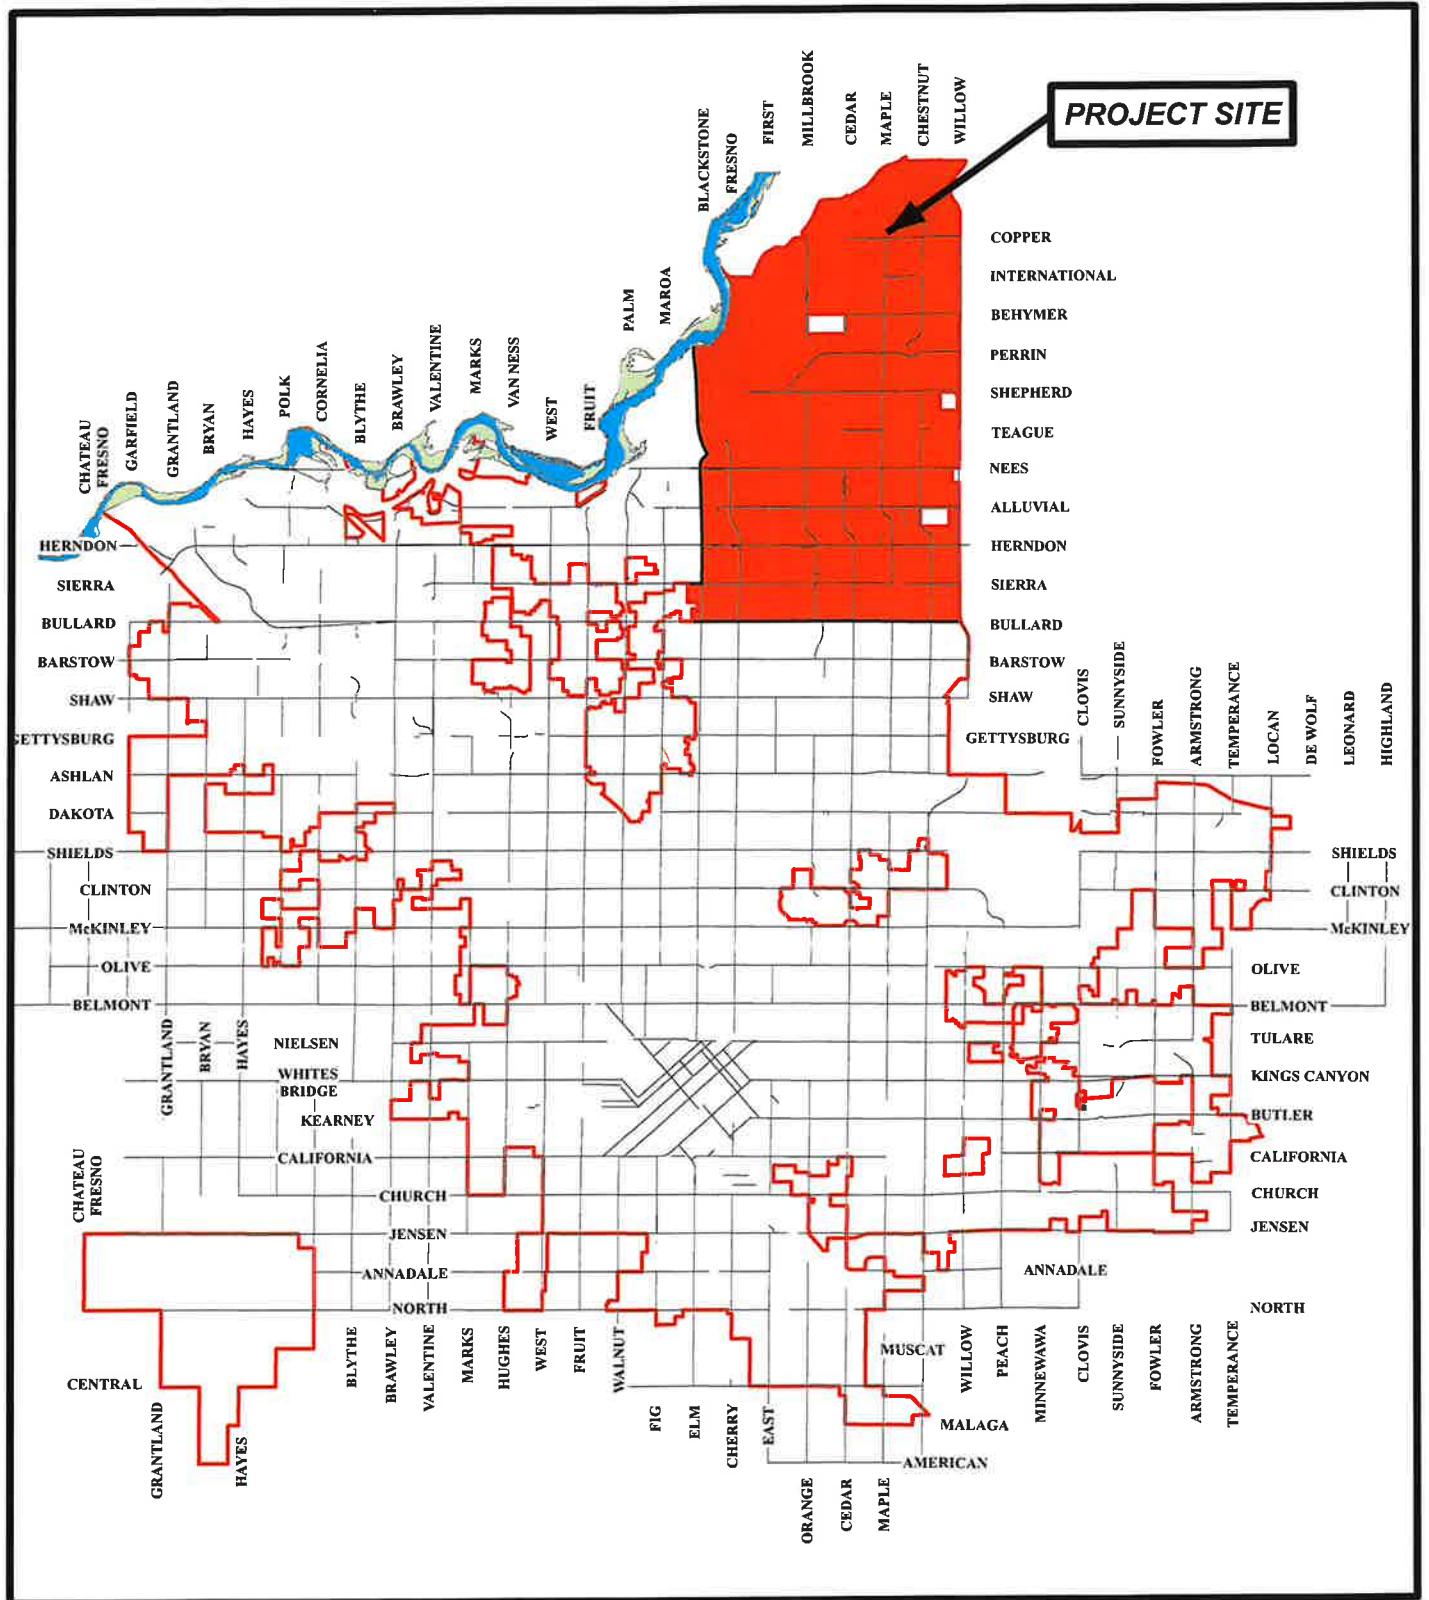 PROJECT SITE
BLACKSTONE
FRESNO
FIRST
MILLBROOK
CEDAR
MAPLE
CHESTNUT
WILLOW
PALM
MAROA
CHATEAU
FRESNO
GARFIELD
GRANTLAND
BRYAN
HAYES
POLK
CORNELIA
BLYTHE
BRAWLEY
VALENTINE
MARKS
VAN NESS
WEST
FRUIT
COPPER
INTERNATIONAL
BEHYMER
PERRIN
SHEPHERD
TEAGUE
NEES
ALLUVIAL
HERNDON
SIERRA
BULLARD
BARSTOW
SHAW
GETTYSBURG
HERNDON
SIERRA
BULLARD
BARSTOW
SHAW
GETTYSBURG
ASHLAN
DAKOTA
SHIELDS
CLINTON
McKINLEY
OLIVE
BELMONT
CLOVIS
SUNNYSIDE
FOWLER
ARMSTRONG
TEMPERANCE
LOCAN
DE WOLF
LEONARD
HIGHLAND
SHIELDS
CLINTON
McKINLEY
OLIVE
BELMONT
TULARE
KINGS CANYON
BUTLER
CALIFORNIA
CHURCH
JENSEN
ANNADALE
NORTH
GRANTLAND
BRYAN
HAYES
NIELSEN
WHITES
BRIDGE
KEARNEY
CALIFORNIA
CHURCH
JENSEN
ANNADALE
NORTH
CHATEAU
FRESNO
CENTRAL
GRANTLAND
HAYES
BLYTHE
BRAWLEY
VALENTINE
MARKS
HUGHES
WEST
FRUIT
WALNUT
FIG
ELM
CHERRY
EAST
ORANGE
CEDAR
MAPLE
MUSCAT
MALAGA
AMERICAN
WILLOW
PEACH
MINNEWAWA
CLOVIS
SUNNYSIDE
FOWLER
ARMSTRONG
TEMPERANCE